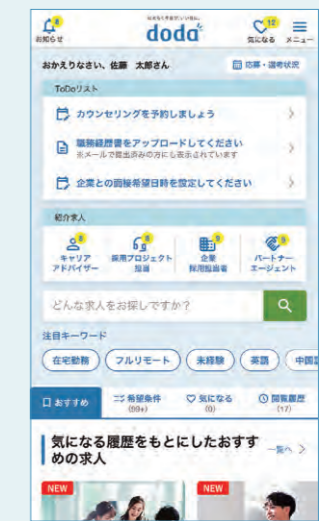 doda
お知らせ
気になる
メニュー
おかえりなさい、佐藤 太郎さん
応募・選考状況
ToDoリスト
カウンセリングを予約しましょう
職務経歴書をアップロードしてください
※メールで提出済みの方にも表示されています
企業との面接希望日時を設定してください
紹介求人
キャリア
アドバイザー
採用プロジェクト
担当
企業
採用担当者
パートナー
エージェント
どんな求人をお探しですか?
注目キーワード
在宅勤務 フルリモート 未経験 英語 中国
おすすめ
希望条件
(99+)
気になる
(0)
閲覧履歴
(17)
気になる履歴をもとにしたおすす
めの求人
一覧へ
NEW NEW